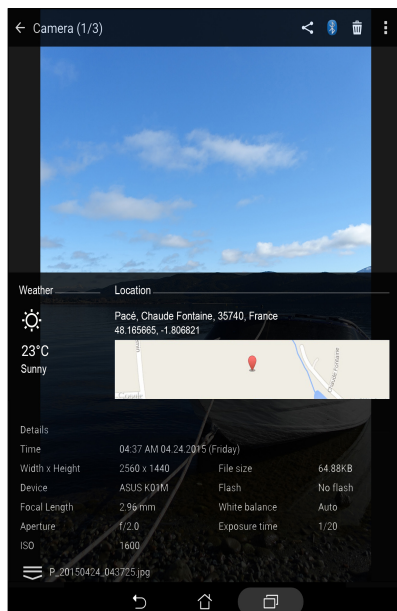 Camera (1/3)
Weather
Location
Pacé, Chaude Fontaine, 35740, France
48.165665, -1.806821
23°C
Sunny
Chaude Fontaine
Google
Details
Time 04:37 AM 04.24.2015 (Friday)
Width x Height 2560 x 1440 File size 64.88KB
Device ASUS K01M Flash No flash
Focal Length 2.96 mm White balance Auto
Aperture f/2.0 Exposure time 1/20
ISO 1600
P_20150424_043725.jpg